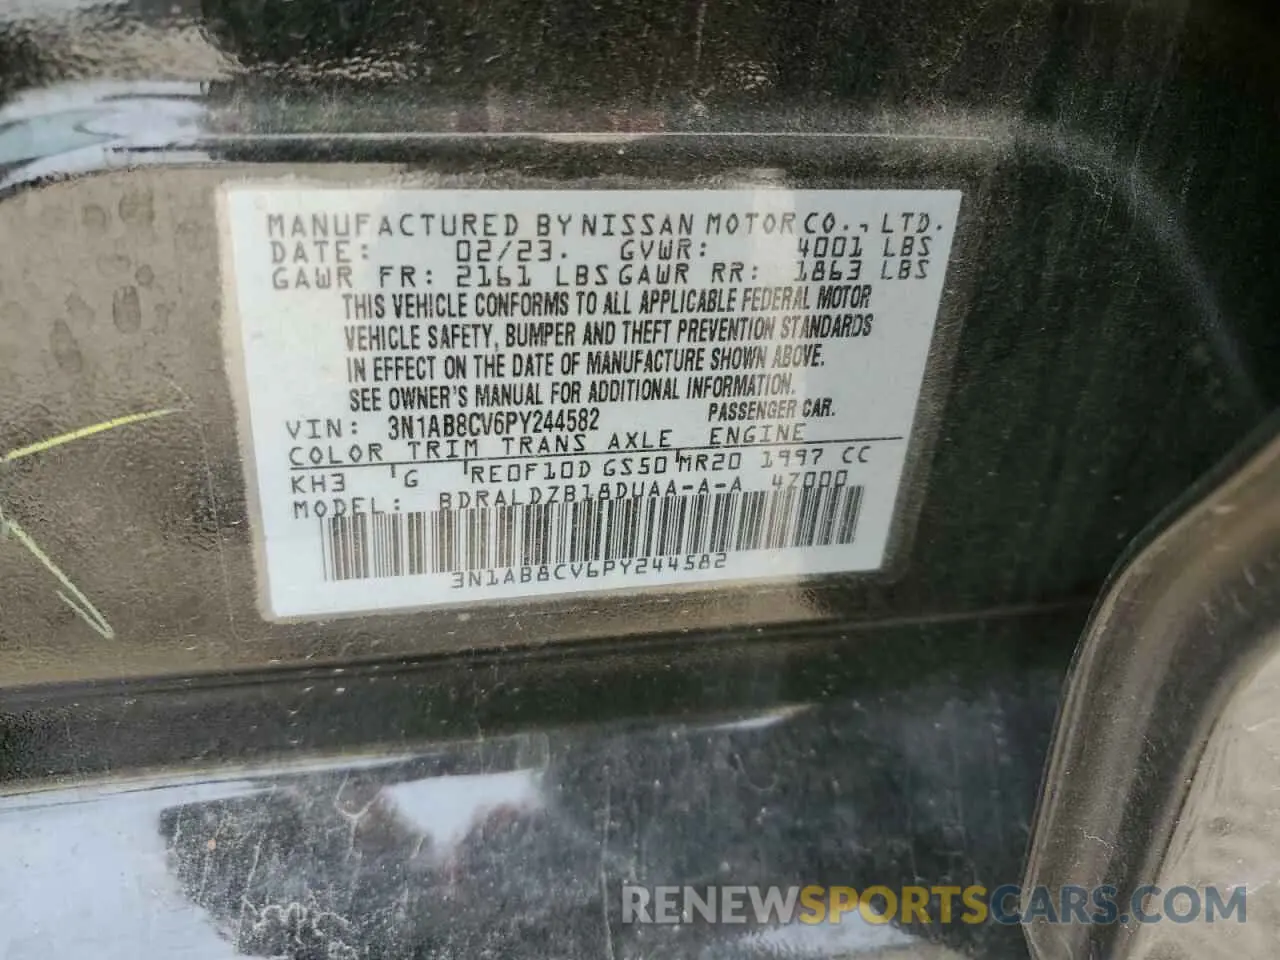 MANUFACTURED BY NISSAN MOTOR CO., LTD.
DATE: 02/23. GVWR: 4001 LBS
GAWR FR: 2161 LBS GAWR RR: 1863 LBS
THIS VEHICLE CONFORMS TO ALL APPLICABLE FEDERAL MOTOR
VEHICLE SAFETY, BUMPER AND THEFT PREVENTION STANDARDS
IN EFFECT ON THE DATE OF MANUFACTURE SHOWN ABOVE.
SEE OWNER'S MANUAL FOR ADDITIONAL INFORMATION.
VIN: 3N1AB8CV6PY244582 PASSENGER CAR.
COLOR TRIM TRANS AXLE ENGINE
KH3 G RE0F10D GS50 MR20 1997 CC
MODEL: BDRALDZB18DUAA-A-A 47000
3N1AB8CV6PY244582
RENEWSPORTSCARS.COM